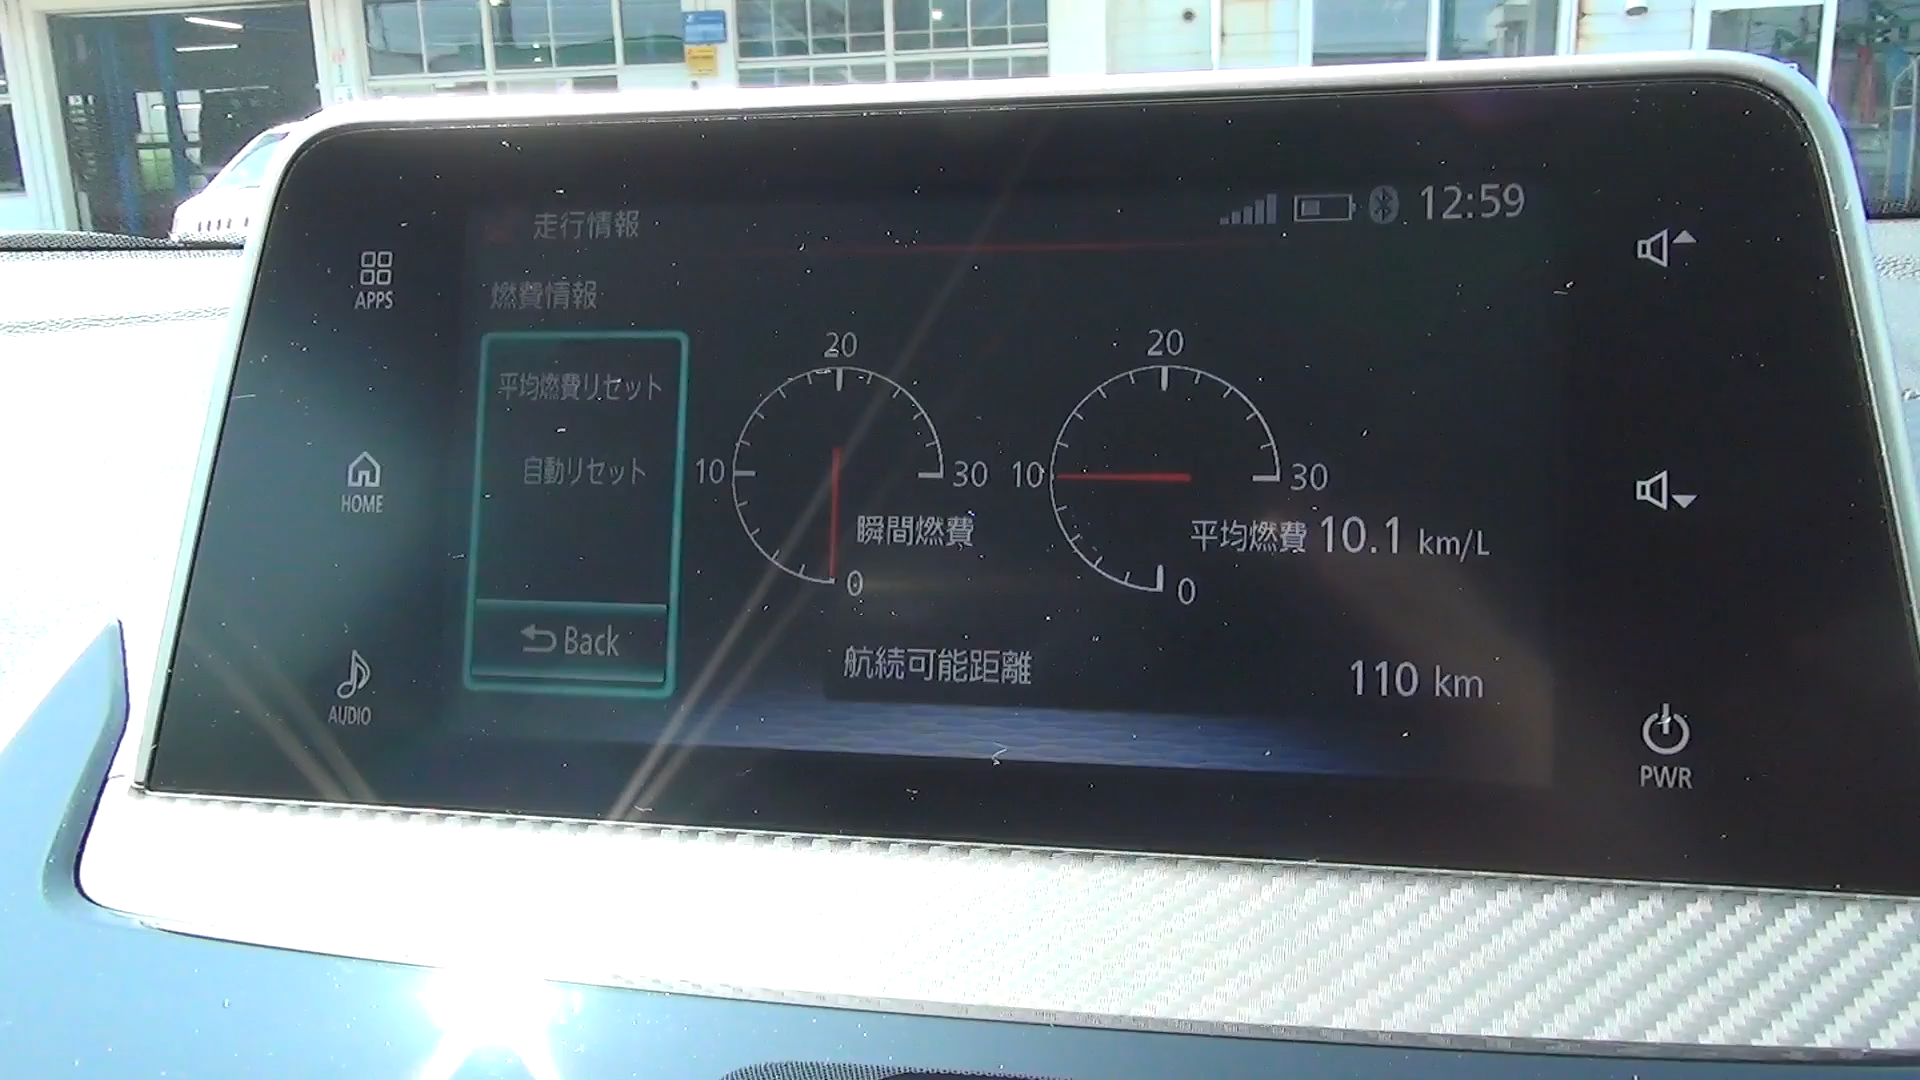 走行情報
12:59
APPS
燃費情報
平均燃費リセット
自動リセット
Back
HOME
AUDIO
20
10
30
0
瞬間燃費
20
10
30
0
平均燃費 10.1 km/L
航続可能距離 110 km
PWR